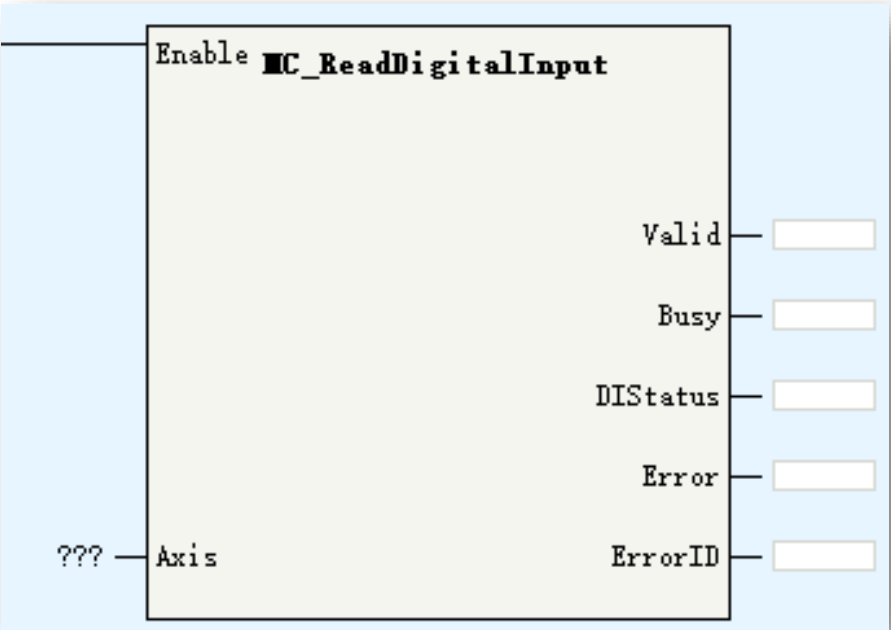 Enable MC_ReadDigitalInput
Valid
Busy
DIStatus
Error
??? Axis ErrorID